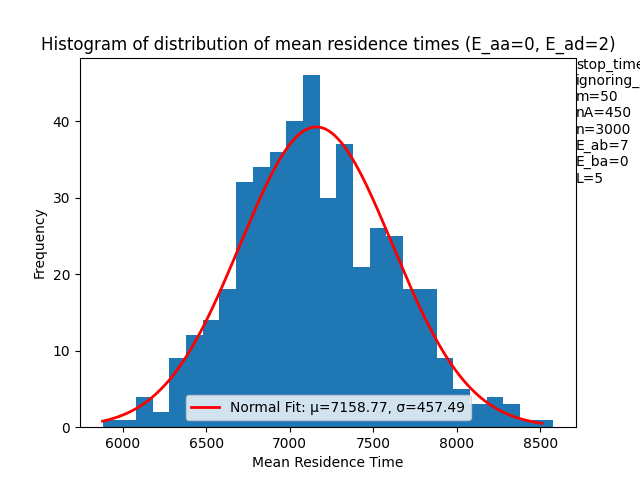 Histogram of distribution of mean residence times (E_aa=0, E_ad=2)
stop_time
ignoring_
m=50
nA=450
n=3000
E_ab=7
E_ba=0
L=5
Frequency
40
30
20
10
0
Normal Fit: μ=7158.77, σ=457.49
6000 6500 7000 7500 8000 8500
Mean Residence Time